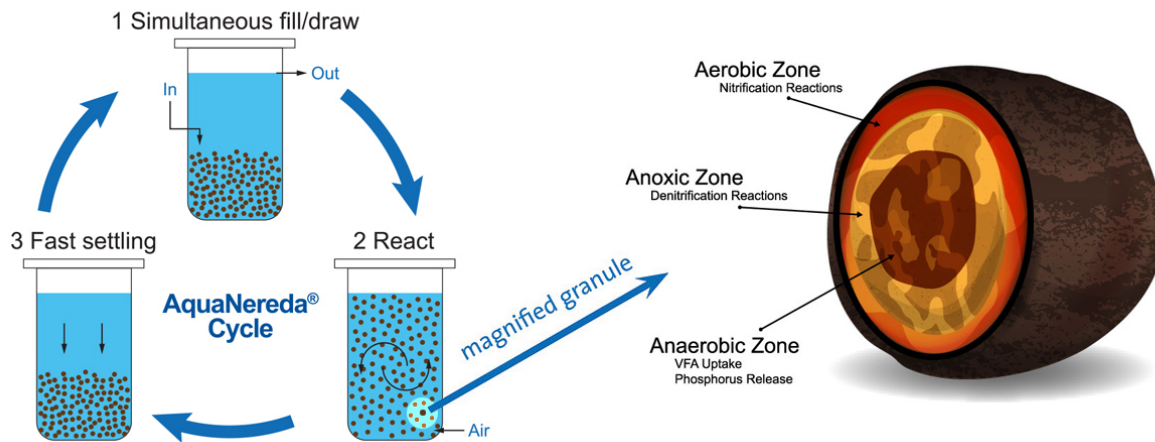 1 Simultaneous fill/draw
In
Out
2 React
Air
3 Fast settling
AquaNereda®
Cycle
magnified granule
Aerobic Zone
Nitrification Reactions
Anoxic Zone
Denitrification Reactions
Anaerobic Zone
VFA Uptake
Phosphorus Release